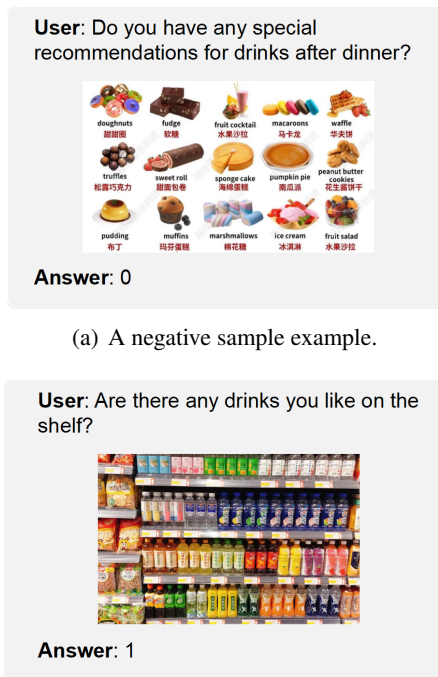 User: Do you have any special
recommendations for drinks after dinner?
doughnuts
甜甜圈
fudge
软糖
fruit cocktail
水果沙拉
macaroons
马卡龙
waffle
华夫饼
truffles
松露巧克力
sweet roll
甜面包卷
sponge cake
海绵蛋糕
pumpkin pie
南瓜派
peanut butter
cookies
花生酱饼干
pudding
布丁
muffins
玛芬蛋糕
marshmallows
棉花糖
ice cream
冰淇淋
fruit salad
水果沙拉
Answer: 0
(a) A negative sample example.
User: Are there any drinks you like on the
shelf?
Answer: 1